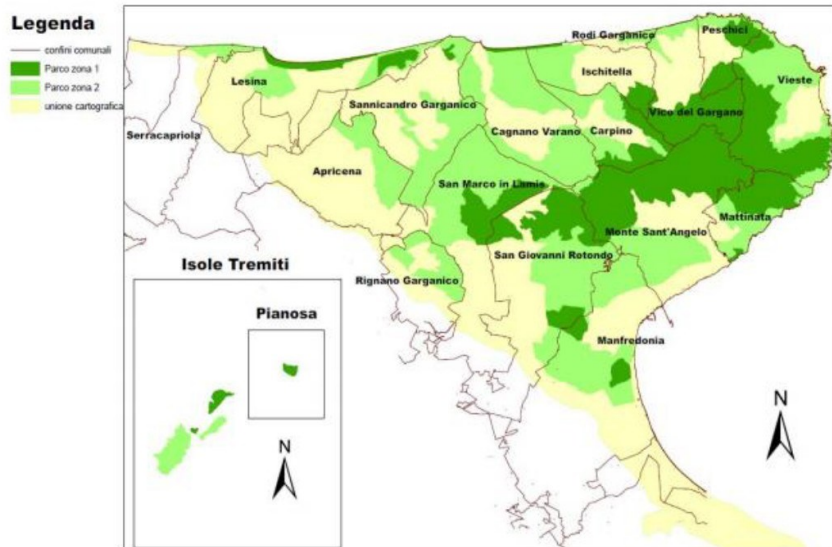 Legenda
confini comunali
Parco zona 1
Parco zona 2
unione cartografica
Rodi Garganico
Peschici
Lesina
Ischitella
Vieste
Sannicandro Garganico
Vico del Gargano
Serracapriola
Cagnano Varano
Carpino
Apricena
San Marco in Lamis
Mattinata
Monte Sant'Angelo
San Giovanni Rotondo
Isole Tremiti
Rignano Garganico
Pianosa
Manfredonia
N
N